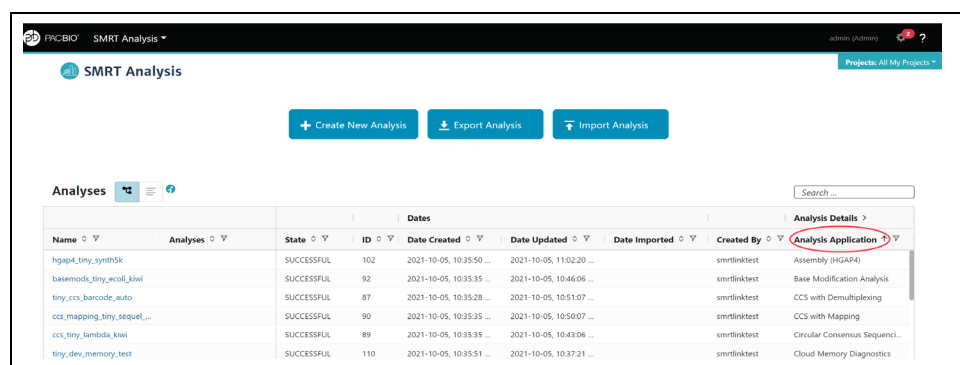 PACBIO® SMRT Analysis admin (Admin) 2 ?
SMRT Analysis Projects: All My Projects
Create New Analysis Export Analysis Import Analysis
Analyses Search ...
Dates Analysis Details >
Name Analyses State ID Date Created Date Updated Date Imported Created By Analysis Application
hgap4_tiny_synth5k SUCCESSFUL 102 2021-10-05, 10:35:50 ... 2021-10-05, 11:02:20 ... smrtlinktest Assembly (HGAP4)
basemods_tiny_ecoli_kiwi SUCCESSFUL 92 2021-10-05, 10:35:35 ... 2021-10-05, 10:46:06 ... smrtlinktest Base Modification Analysis
tiny_ccs_barcode_auto SUCCESSFUL 87 2021-10-05, 10:35:28 ... 2021-10-05, 10:51:07 ... smrtlinktest CCS with Demultiplexing
ccs_mapping_tiny_sequel_... SUCCESSFUL 90 2021-10-05, 10:35:35 ... 2021-10-05, 10:50:07 ... smrtlinktest CCS with Mapping
ccs_tiny_lambda_kiwi SUCCESSFUL 89 2021-10-05, 10:35:35 ... 2021-10-05, 10:43:06 ... smrtlinktest Circular Consensus Sequenci...
tiny_dev_memory_test SUCCESSFUL 110 2021-10-05, 10:35:51 ... 2021-10-05, 10:37:21 ... smrtlinktest Cloud Memory Diagnostics